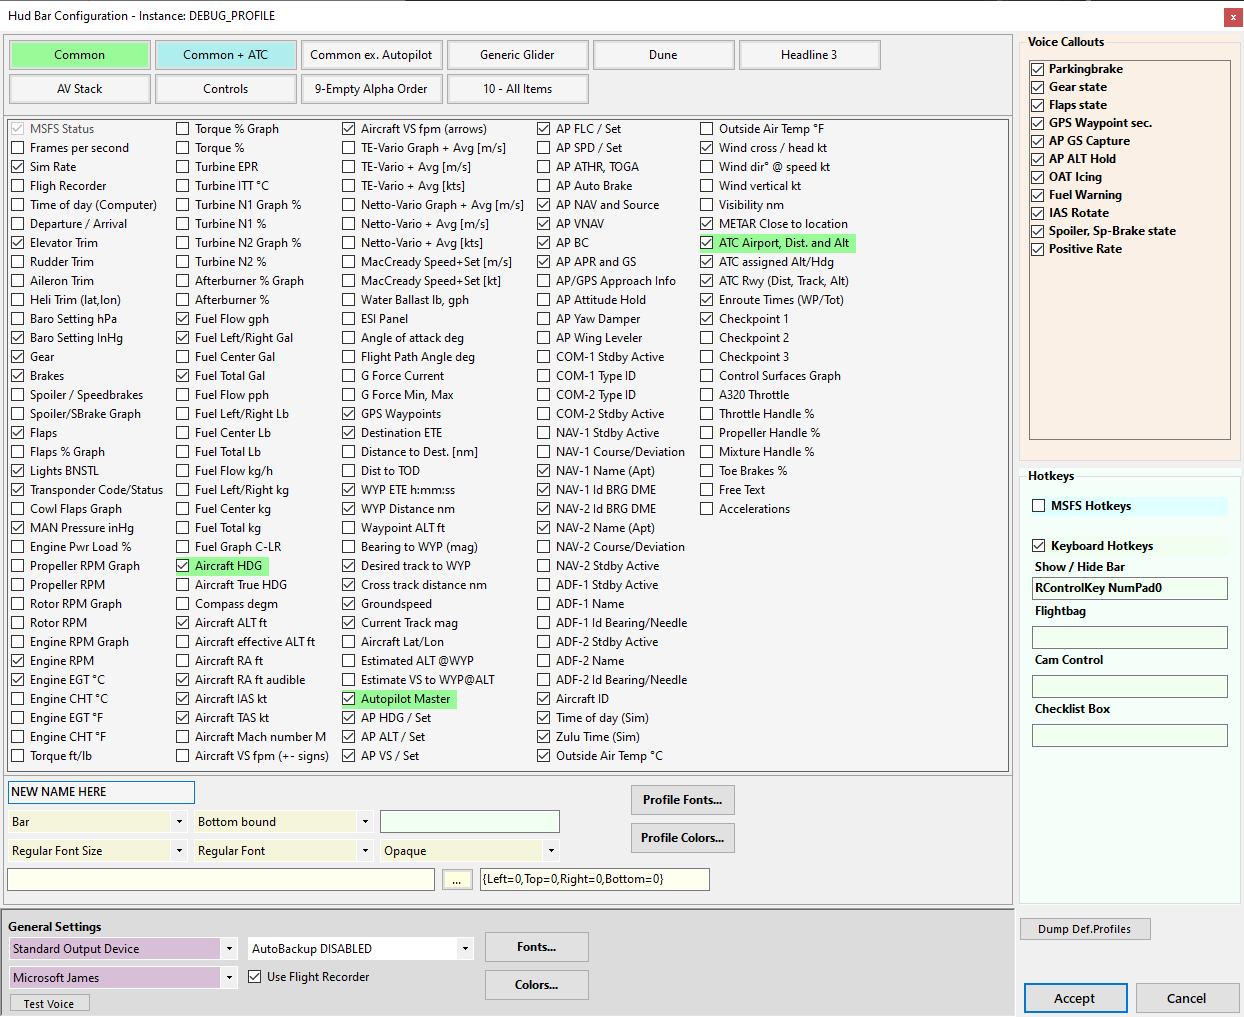 Hud Bar Configuration - Instance: DEBUG_PROFILE
x
Common
Common + ATC
Common ex. Autopilot
Generic Glider
Dune
Headline 3
AV Stack
Controls
9-Empty Alpha Order
10 - All Items
MSFS Status
Frames per second
Sim Rate
Fligh Recorder
Time of day (Computer)
Departure / Arrival
Elevator Trim
Rudder Trim
Aileron Trim
Heli Trim (lat,lon)
Baro Setting hPa
Baro Setting InHg
Gear
Brakes
Spoiler / Speedbrakes
Spoiler/SBrake Graph
Flaps
Flaps % Graph
Lights BNSTL
Transponder Code/Status
Cowl Flaps Graph
MAN Pressure inHg
Engine Pwr Load %
Propeller RPM Graph
Propeller RPM
Rotor RPM Graph
Rotor RPM
Engine RPM Graph
Engine RPM
Engine EGT °C
Engine CHT °C
Engine EGT °F
Engine CHT °F
Torque ft/lb
Torque % Graph
Torque %
Turbine EPR
Turbine ITT °C
Turbine N1 Graph %
Turbine N1 %
Turbine N2 Graph %
Turbine N2 %
Afterburner % Graph
Afterburner %
Fuel Flow gph
Fuel Left/Right Gal
Fuel Center Gal
Fuel Total Gal
Fuel Flow pph
Fuel Left/Right Lb
Fuel Center Lb
Fuel Total Lb
Fuel Flow kg/h
Fuel Left/Right kg
Fuel Center kg
Fuel Total kg
Fuel Graph C-LR
Aircraft HDG
Aircraft True HDG
Compass degm
Aircraft ALT ft
Aircraft effective ALT ft
Aircraft RA ft
Aircraft RA ft audible
Aircraft IAS kt
Aircraft TAS kt
Aircraft Mach number M
Aircraft VS fpm (+- signs)
Aircraft VS fpm (arrows)
TE-Vario Graph + Avg [m/s]
TE-Vario + Avg [m/s]
TE-Vario + Avg [kts]
Netto-Vario Graph + Avg [m/s]
Netto-Vario + Avg [m/s]
Netto-Vario + Avg [kts]
MacCready Speed+Set [m/s]
MacCready Speed+Set [kt]
Water Ballast lb, gph
ESI Panel
Angle of attack deg
Flight Path Angle deg
G Force Current
G Force Min, Max
GPS Waypoints
Destination ETE
Distance to Dest. [nm]
Dist to TOD
WYP ETE h:mm:ss
WYP Distance nm
Waypoint ALT ft
Bearing to WYP (mag)
Desired track to WYP
Cross track distance nm
Groundspeed
Current Track mag
Aircraft Lat/Lon
Estimated ALT @WYP
Estimate VS to WYP@ALT
Autopilot Master
AP HDG / Set
AP ALT / Set
AP VS / Set
AP FLC / Set
AP SPD / Set
AP ATHR, TOGA
AP Auto Brake
AP NAV and Source
AP VNAV
AP BC
AP APR and GS
AP/GPS Approach Info
AP Attitude Hold
AP Yaw Damper
AP Wing Leveler
COM-1 Stdby Active
COM-1 Type ID
COM-2 Type ID
COM-2 Stdby Active
NAV-1 Stdby Active
NAV-1 Course/Deviation
NAV-1 Name (Apt)
NAV-1 Id BRG DME
NAV-2 Id BRG DME
NAV-2 Name (Apt)
NAV-2 Course/Deviation
NAV-2 Stdby Active
ADF-1 Stdby Active
ADF-1 Name
ADF-1 Id Bearing/Needle
ADF-2 Stdby Active
ADF-2 Name
ADF-2 Id Bearing/Needle
Aircraft ID
Time of day (Sim)
Zulu Time (Sim)
Outside Air Temp °C
Outside Air Temp °F
Wind cross / head kt
Wind dir° @ speed kt
Wind vertical kt
Visibility nm
METAR Close to location
ATC Airport, Dist. and Alt
ATC assigned Alt/Hdg
ATC Rwy (Dist, Track, Alt)
Enroute Times (WP/Tot)
Checkpoint 1
Checkpoint 2
Checkpoint 3
Control Surfaces Graph
A320 Throttle
Throttle Handle %
Propeller Handle %
Mixture Handle %
Toe Brakes %
Free Text
Accelerations
NEW NAME HERE
Bar
Bottom bound
Regular Font Size
Regular Font
Opaque
...
{Left=0,Top=0,Right=0,Bottom=0}
Profile Fonts...
Profile Colors...
General Settings
Standard Output Device
AutoBackup DISABLED
Fonts...
Microsoft James
Use Flight Recorder
Colors...
Test Voice
Voice Callouts
Parkingbrake
Gear state
Flaps state
GPS Waypoint sec.
AP GS Capture
AP ALT Hold
OAT Icing
Fuel Warning
IAS Rotate
Spoiler, Sp-Brake state
Positive Rate
Hotkeys
MSFS Hotkeys
Keyboard Hotkeys
Show / Hide Bar
RControlKey NumPad0
Flightbag
Cam Control
Checklist Box
Dump Def.Profiles
Accept
Cancel